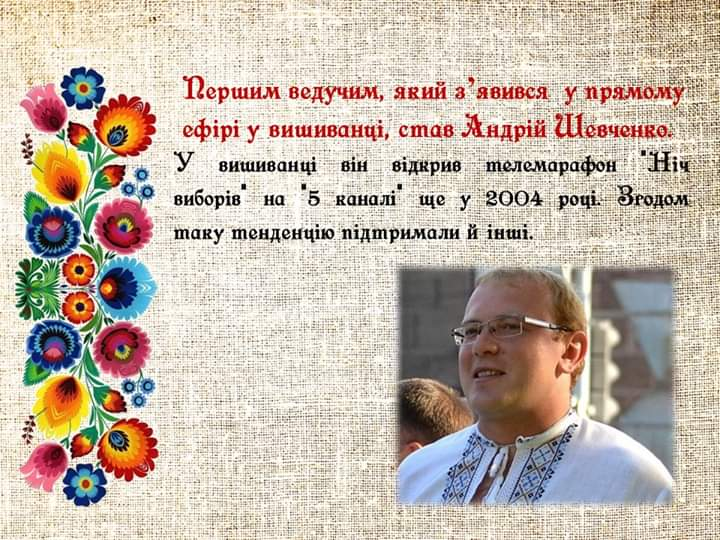 Першим ведучим, який з’явився у прямому
ефірі у вишиванці, став Андрій Шевченко.
У вишиванці він відкрив телемарафон "Ніч
виборів" на "5 каналі" ще у 2004 році. Згодом
таку тенденцію підтримали й інші.